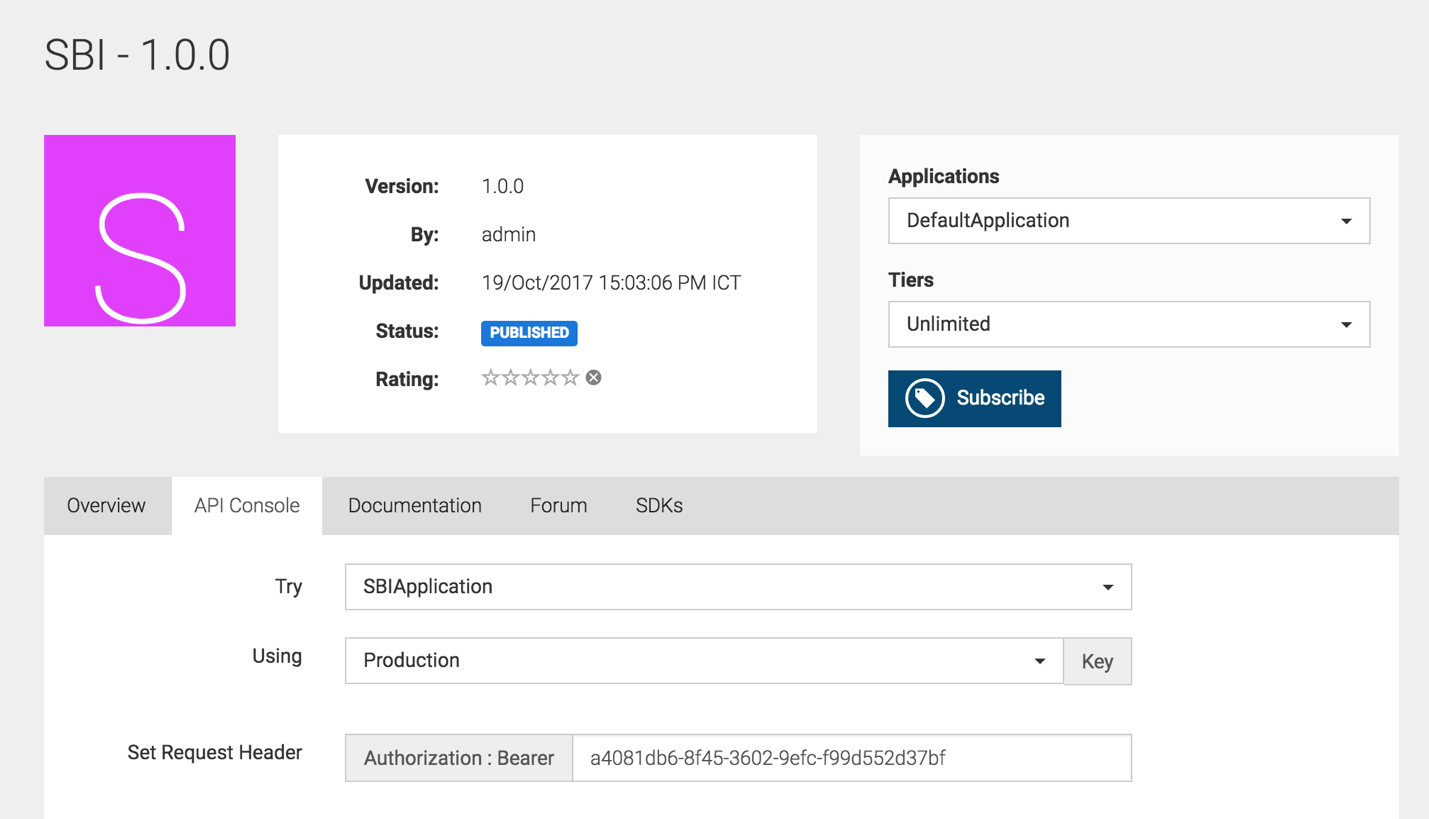 SBI - 1.0.0
S
Version: 1.0.0
By: admin
Updated: 19/Oct/2017 15:03:06 PM ICT
Status: PUBLISHED
Rating:
Applications
DefaultApplication
Tiers
Unlimited
Subscribe
Overview API Console Documentation Forum SDKs
Try SBIApplication
Using Production Key
Set Request Header Authorization : Bearer a4081db6-8f45-3602-9efc-f99d552d37bf